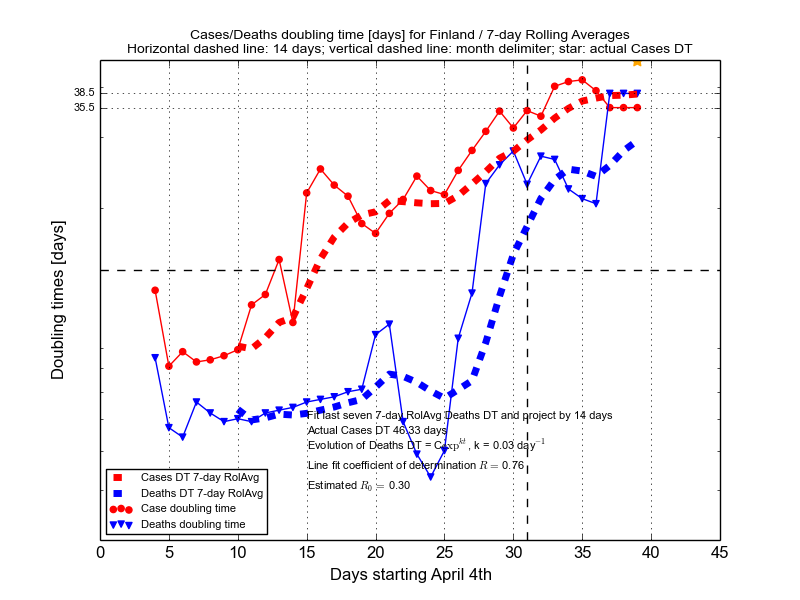 Cases/Deaths doubling time [days] for Finland / 7-day Rolling Averages
Horizontal dashed line: 14 days; vertical dashed line: month delimiter; star: actual Cases DT
38.5
35.5
Doubling times [days]
Fit last seven 7-day RolAvg Deaths DT and project by 14 days
Actual Cases DT 46.33 days
Evolution of Deaths DT = Cexp^{kt}, k = 0.03 day^{-1}
Line fit coefficient of determination R = 0.76
Estimated R_0 = 0.30
Cases DT 7-day RolAvg
Deaths DT 7-day RolAvg
Case doubling time
Deaths doubling time
0 5 10 15 20 25 30 35 40 45
Days starting April 4th